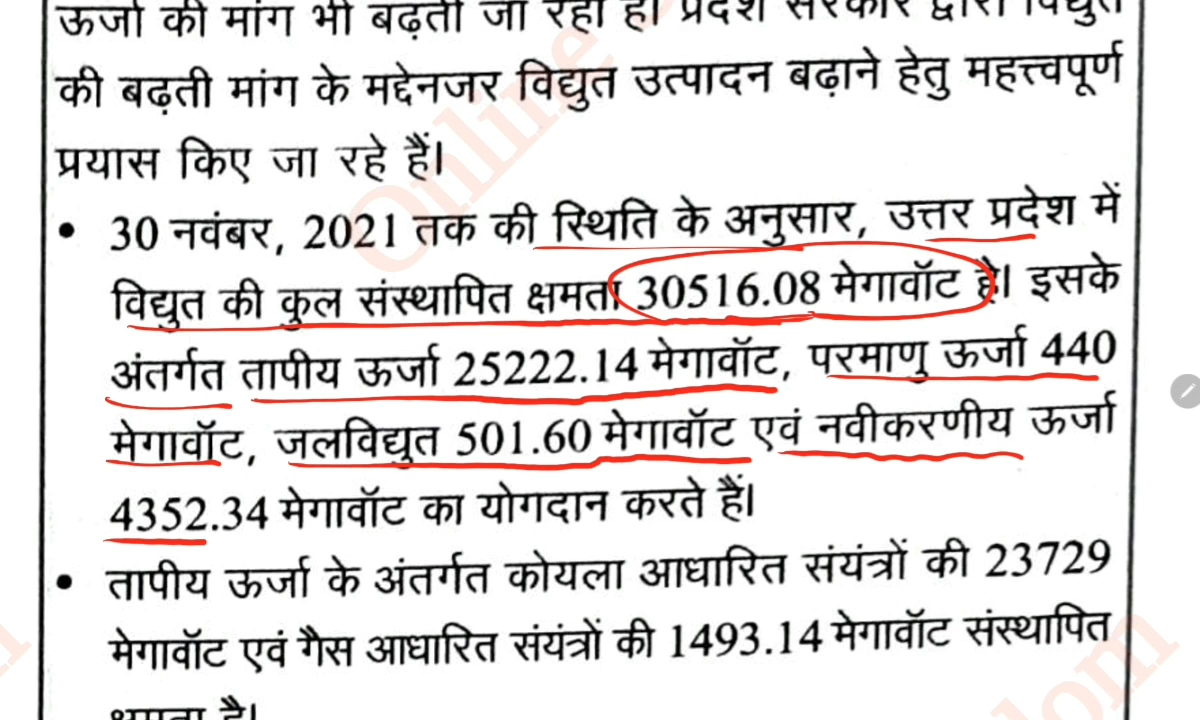 ऊर्जा की मांग भी बढ़ती जा रही है। प्रदेश सरकार द्वारा विद्युत
की बढ़ती मांग के मद्देनजर विद्युत उत्पादन बढ़ाने हेतु महत्त्वपूर्ण
प्रयास किए जा रहे हैं।
• 30 नवंबर, 2021 तक की स्थिति के अनुसार, उत्तर प्रदेश में
विद्युत की कुल संस्थापित क्षमता 30516.08 मेगावॉट है। इसके
अंतर्गत तापीय ऊर्जा 25222.14 मेगावॉट, परमाणु ऊर्जा 440
मेगावॉट, जलविद्युत 501.60 मेगावॉट एवं नवीकरणीय ऊर्जा
4352.34 मेगावॉट का योगदान करते हैं।
• तापीय ऊर्जा के अंतर्गत कोयला आधारित संयंत्रों की 23729
मेगावॉट एवं गैस आधारित संयंत्रों की 1493.14 मेगावॉट संस्थापित
क्षमता है।
Online
dom